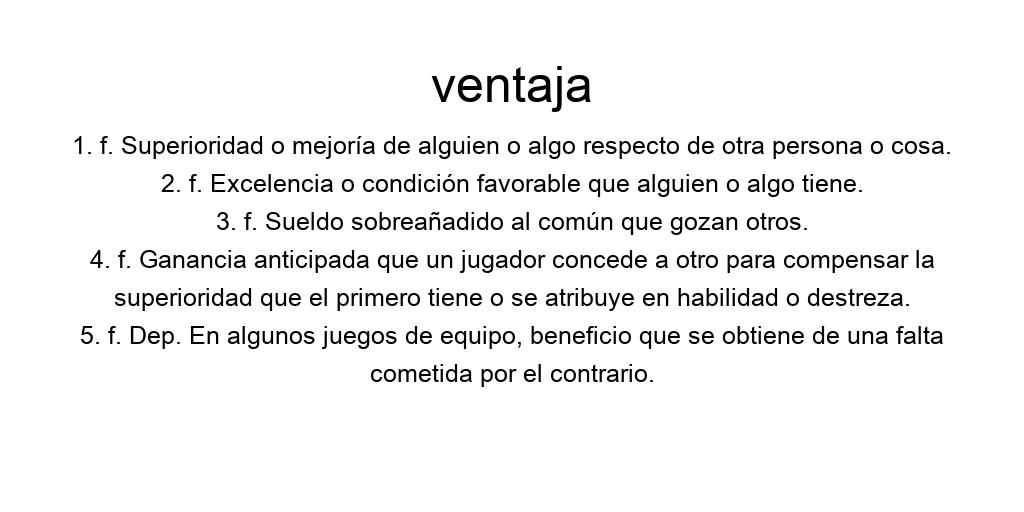 ventaja
1. f. Superioridad o mejoría de alguien o algo respecto de otra persona o cosa.
2. f. Excelencia o condición favorable que alguien o algo tiene.
3. f. Sueldo sobreañadido al común que gozan otros.
4. f. Ganancia anticipada que un jugador concede a otro para compensar la
superioridad que el primero tiene o se atribuye en habilidad o destreza.
5. f. Dep. En algunos juegos de equipo, beneficio que se obtiene de una falta
cometida por el contrario.